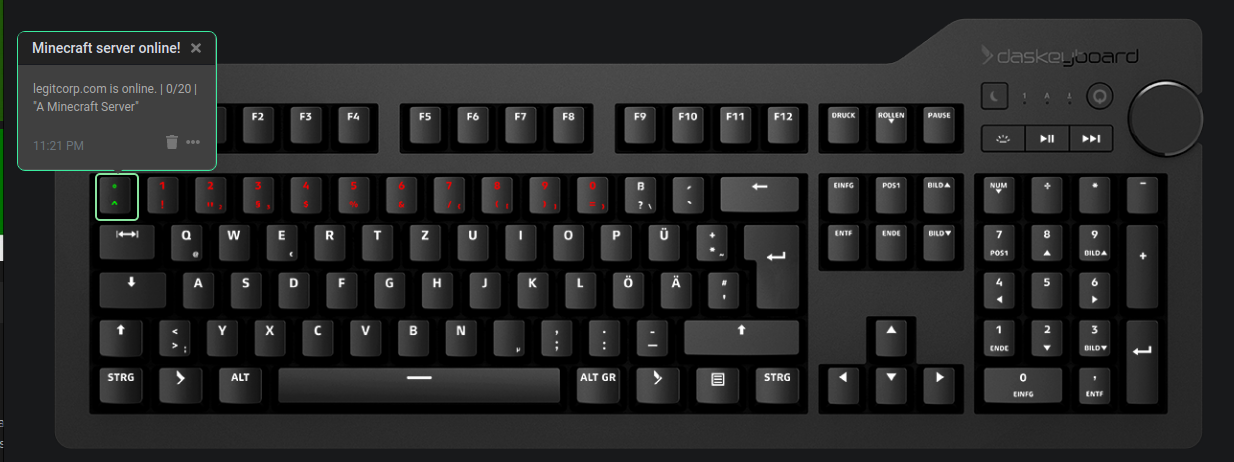 Minecraft server online!
legitcorp.com is online. | 0/20 |
"A Minecraft Server"
11:21 PM
daskeyboard
F2 F3 F4 F5 F6 F7 F8 F9 F10 F11 F12 DRUCK ROLLEN PAUSE
1 A
° 1 2 3 4 5 6 7 8 9 0 ß ´ EINFG POS1 BILD NUM ÷ * -
^ ! " § $ % & / ( ) = ? \ `
Q W E R T Z U I O P Ü + ENTF ENDE BILD 7 8 9 +
@ € * ~ POS1 BILD
A S D F G H J K L Ö Ä # 4 5 6
'
< Y X C V B N , . - 1 2 3
> | µ ; : _ ENDE BILD
STRG ALT ALT GR STRG 0 ,
EINFG ENTF